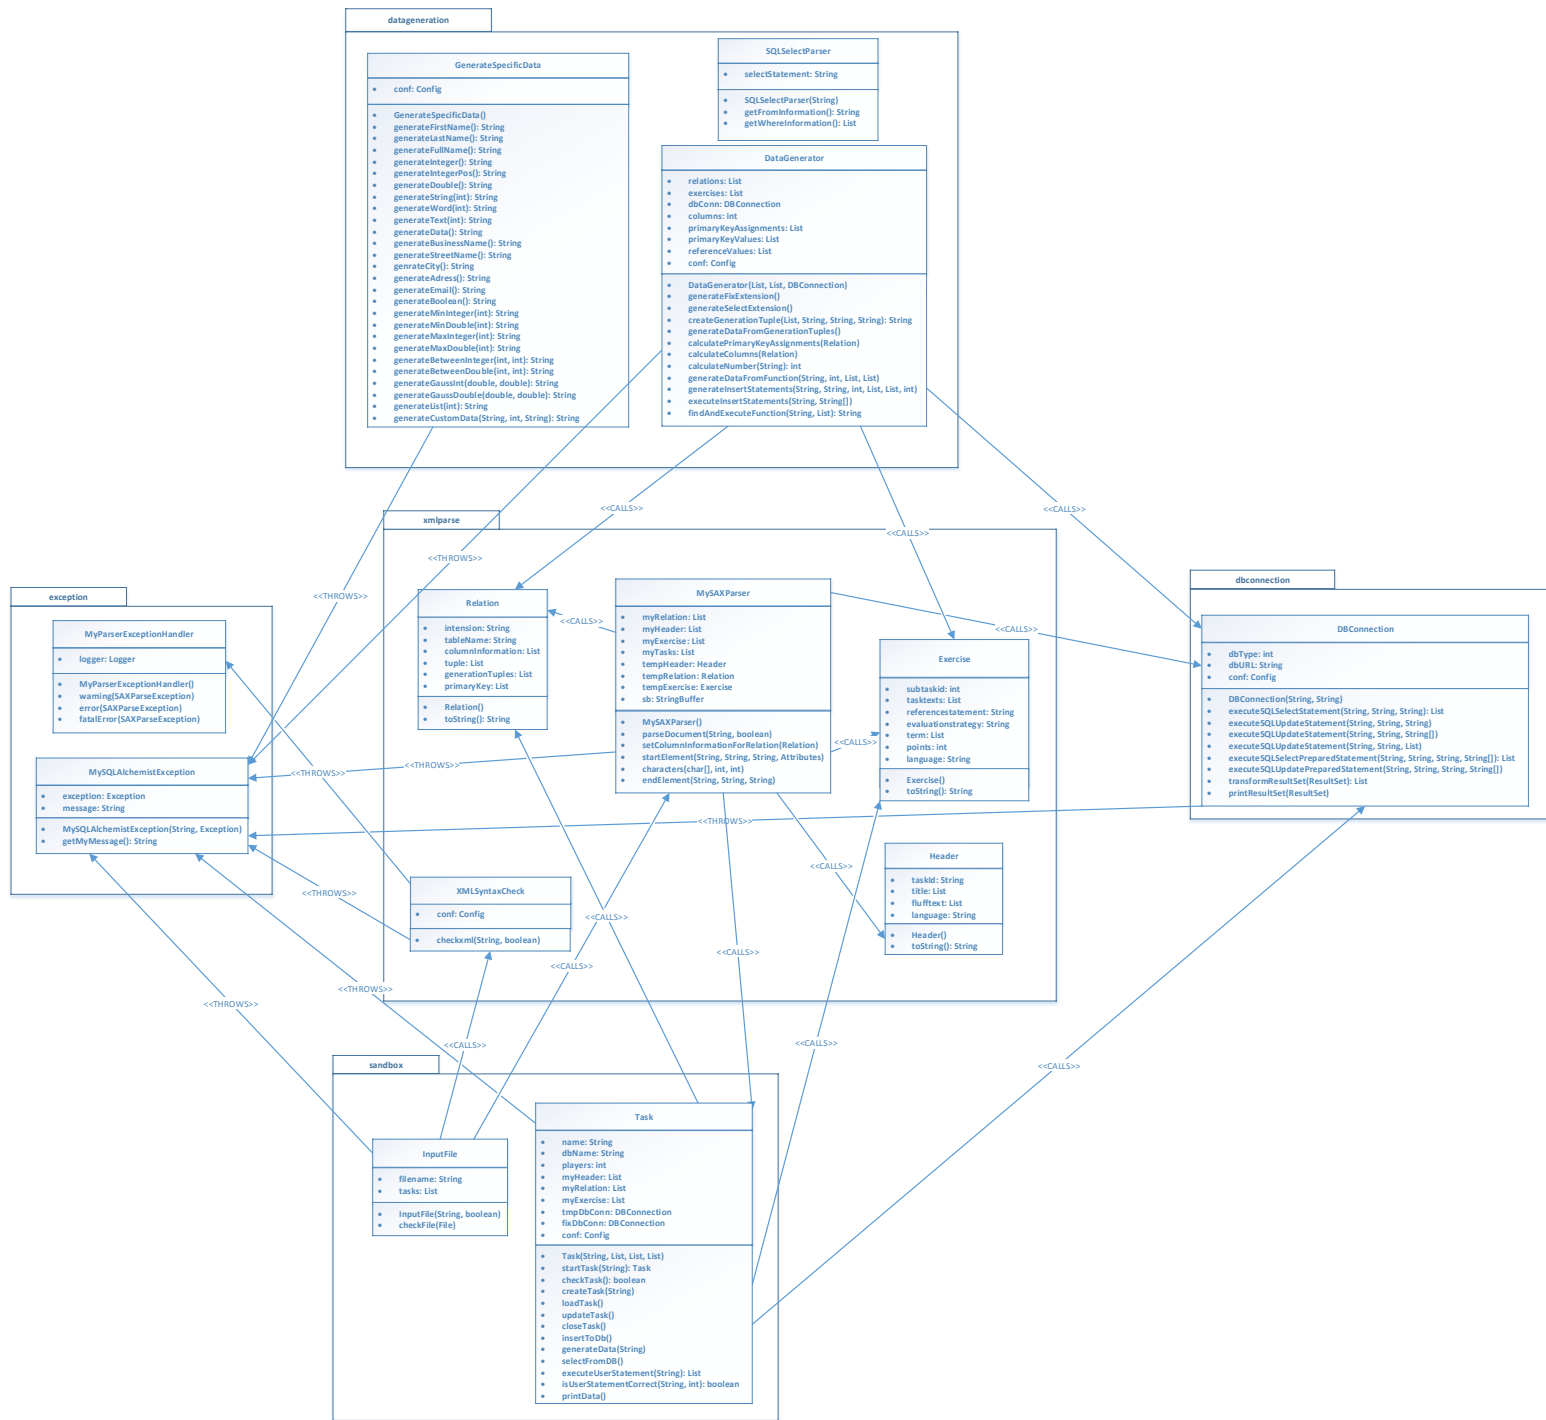 datageneration
GenerateSpecificData
conf: Config
GenerateSpecificData()
generateFirstName(): String
generateLastName(): String
generateFullName(): String
generateInteger(): String
generateIntegerPos(): String
generateDouble(): String
generateString(int): String
generateWord(int): String
generateText(int): String
generateData(): String
generateBusinessName(): String
generateStreetName(): String
genrateCity(): String
generateAdress(): String
generateEmail(): String
generateBoolean(): String
generateMinInteger(int): String
generateMinDouble(int): String
generateMaxInteger(int): String
generateMaxDouble(int): String
generateBetweenInteger(int, int): String
generateBetweenDouble(int, int): String
generateGaussInt(double, double): String
generateGaussDouble(double, double): String
generateList(int): String
generateCustomData(String, int, String): String
SQLSelectParser
selectStatement: String
SQLSelectParser(String)
getFromInformation(): String
getWhereInformation(): List
DataGenerator
relations: List
exercises: List
dbConn: DBConnection
columns: int
primaryKeyAssignments: List
primaryKeyValues: List
referenceValues: List
conf: Config
DataGenerator(List, List, DBConnection)
generateFixExtension()
generateSelectExtension()
createGenerationTuple(List, String, String, String): String
generateDataFromGenerationTuples()
calculatePrimaryKeyAssignments(Relation)
calculateColumns(Relation)
calculateNumber(String): int
generateDataFromFunction(String, int, List, List)
generateInsertStatements(String, String, int, List, List, int)
executeInsertStatements(String, String[])
findAndExecuteFunction(String, List): String
<<CALLS>>
<<CALLS>>
<<CALLS>>
<<THROWS>>
<<THROWS>>
xmlparse
Relation
intension: String
tableName: String
columnInformation: List
tuple: List
generationTuples: List
primaryKey: List
Relation()
toString(): String
<<CALLS>>
MySAXParser
myRelation: List
myHeader: List
myExercise: List
myTasks: List
tempHeader: Header
tempRelation: Relation
tempExercise: Exercise
sb: StringBuffer
MySAXParser()
parseDocument(String, boolean)
setColumnInformationForRelation(Relation)
startElement(String, String, String, Attributes)
characters(char[], int, int)
endElement(String, String, String)
<<CALLS>>
<<CALLS>>
Exercise
subtaskid: int
tasktexts: List
referencestatement: String
evaluationstrategy: String
term: List
points: int
language: String
Exercise()
toString(): String
Header
taskId: String
title: List
flufftext: List
language: String
Header()
toString(): String
XMLSyntaxCheck
conf: Config
checkxml(String, boolean)
exception
MyParserExceptionHandler
logger: Logger
MyParserExceptionHandler()
warning(SAXParseException)
error(SAXParseException)
fatalError(SAXParseException)
MySQLAlchemistException
exception: Exception
message: String
MySQLAlchemistException(String, Exception)
getMyMessage(): String
dbconnection
DBConnection
dbType: int
dbURL: String
conf: Config
DBConnection(String, String)
executeSQLSelectStatement(String, String, String): List
executeSQLUpdateStatement(String, String, String)
executeSQLUpdateStatement(String, String, String[])
executeSQLUpdateStatement(String, String, List)
executeSQLSelectPreparedStatement(String, String, String, String[]): List
executeSQLUpdatePreparedStatement(String, String, String, String[])
transformResultSet(ResultSet): List
printResultSet(ResultSet)
<<THROWS>>
<<THROWS>>
<<THROWS>>
<<CALLS>>
<<THROWS>>
<<CALLS>>
<<CALLS>>
<<CALLS>>
<<THROWS>>
<<THROWS>>
<<CALLS>>
<<CALLS>>
<<CALLS>>
sandbox
InputFile
filename: String
tasks: List
InputFile(String, boolean)
checkFile(File)
Task
name: String
dbName: String
players: int
myHeader: List
myRelation: List
myExercise: List
tmpDbConn: DBConnection
fixDbConn: DBConnection
conf: Config
Task(String, List, List, List)
startTask(String): Task
checkTask(): boolean
createTask(String)
loadTask()
updateTask()
closeTask()
insertToDb()
generateData(String)
selectFromDB()
executeUserStatement(String): List
isUserStatementCorrect(String, int): boolean
printData()